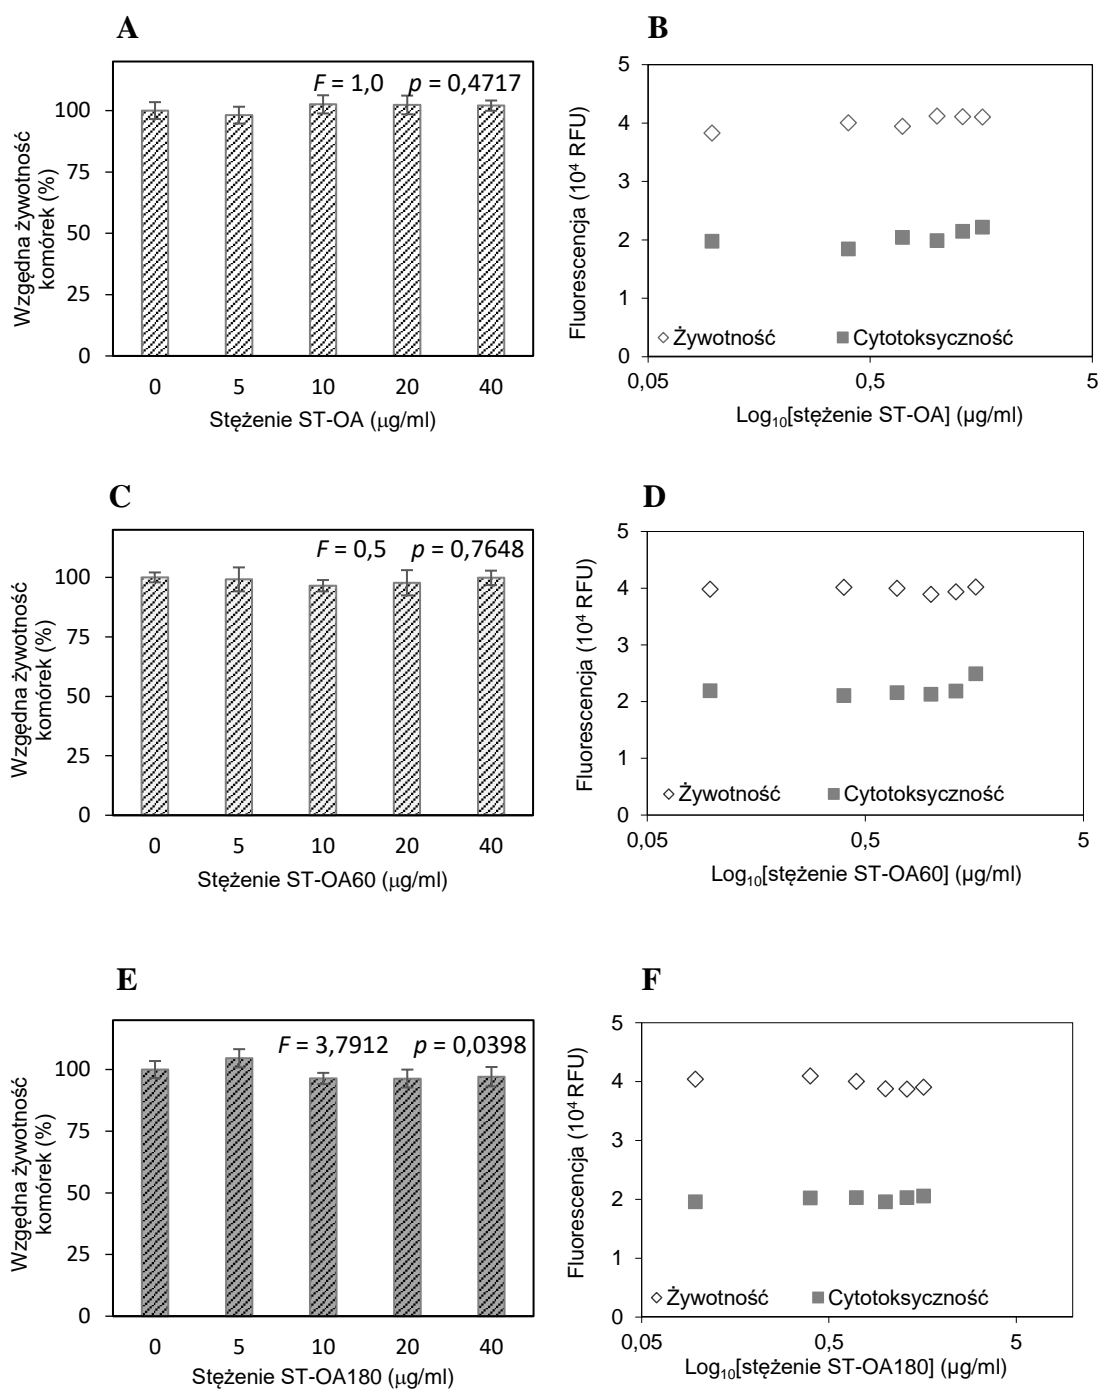 A
F = 1,0 p = 0,4717
Względna żywotność
komórek (%)
100
75
50
25
0
0 5 10 20 40
Stężenie ST-OA (µg/ml)
B
Fluorescencja (10⁴ RFU)
5
4
3
2
1
0
Żywotność Cytotoksyczność
0,05 0,5 5
Log₁₀[stężenie ST-OA] (µg/ml)
C
F = 0,5 p = 0,7648
Względna żywotność
komórek (%)
100
75
50
25
0
0 5 10 20 40
Stężenie ST-OA60 (µg/ml)
D
Fluorescencja (10⁴ RFU)
5
4
3
2
1
0
Żywotność Cytotoksyczność
0,05 0,5 5
Log₁₀[stężenie ST-OA60] (µg/ml)
E
F = 3,7912 p = 0,0398
Względna żywotność
komórek (%)
100
75
50
25
0
0 5 10 20 40
Stężenie ST-OA180 (µg/ml)
F
Fluorescencja (10⁴ RFU)
5
4
3
2
1
0
Żywotność Cytotoksyczność
0,05 0,5 5
Log₁₀[stężenie ST-OA180] (µg/ml)